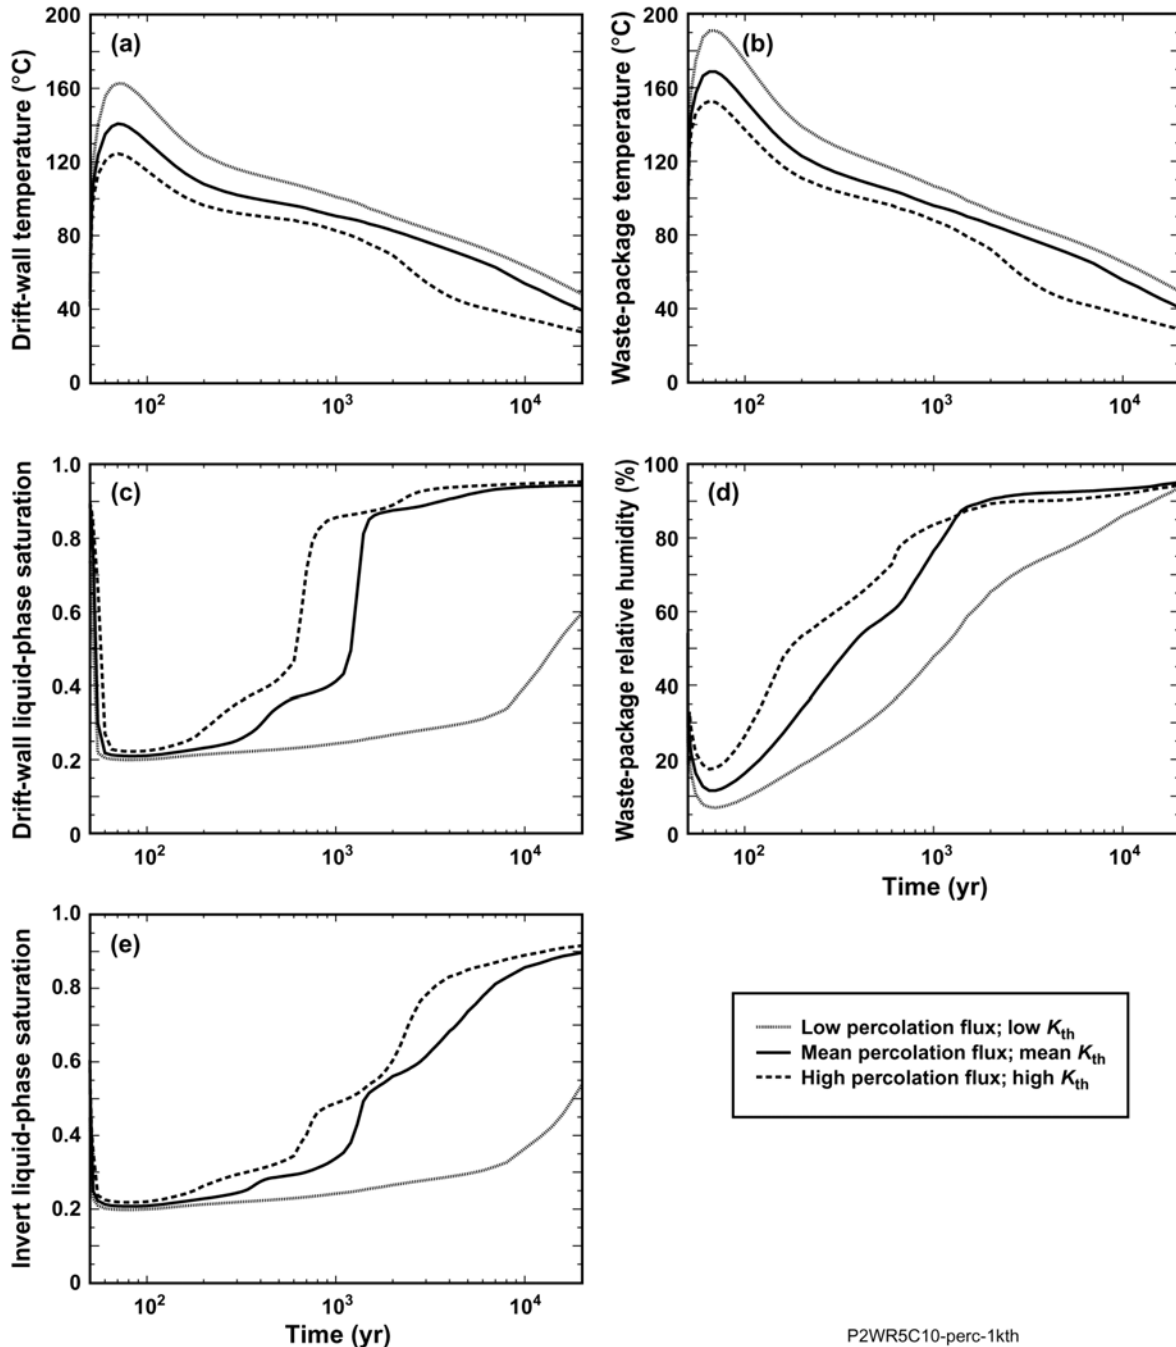 (a)
Drift-wall temperature (°C)
200
160
120
80
40
0
10²
10³
10⁴
(b)
Waste-package temperature (°C)
200
160
120
80
40
0
10²
10³
10⁴
(c)
Drift-wall liquid-phase saturation
1.0
0.8
0.6
0.4
0.2
0
10²
10³
10⁴
(d)
Waste-package relative humidity (%)
100
80
60
40
20
0
10²
10³
10⁴
Time (yr)
(e)
Invert liquid-phase saturation
1.0
0.8
0.6
0.4
0.2
0
10²
10³
10⁴
Time (yr)
Low percolation flux; low Kth
Mean percolation flux; mean Kth
High percolation flux; high Kth
P2WR5C10-perc-1kth